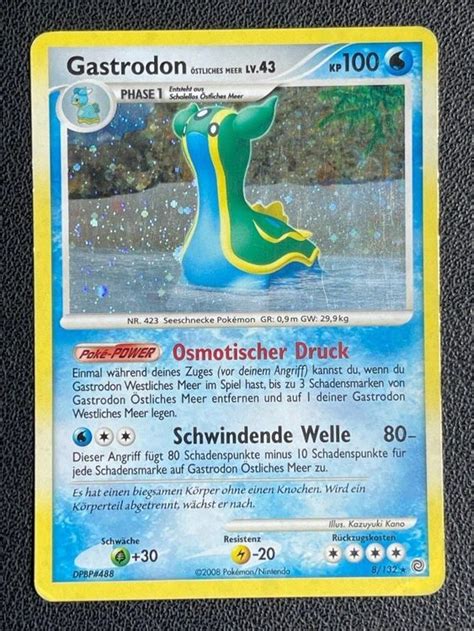 Gastrodon ÖSTLICHES MEER LV.43 KP 100
PHASE 1 Entsteht aus
Schalellos Östliches Meer
NR. 423 Seeschnecke Pokémon GR: 0,9 m GW: 29,9 kg
Poké-POWER Osmotischer Druck
Einmal während deines Zuges (vor deinem Angriff) kannst du, wenn du
Gastrodon Westliches Meer im Spiel hast, bis zu 3 Schadensmarken von
Gastrodon Östliches Meer entfernen und auf 1 deiner Gastrodon
Westliches Meer legen.
Schwindende Welle 80–
Dieser Angriff fügt 80 Schadenspunkte minus 10 Schadenspunkte für
jede Schadensmarke auf Gastrodon Östliches Meer zu.
Es hat einen biegsamen Körper ohne einen Knochen. Wird ein
Körperteil abgetrennt, wächst er nach.
Illus. Kazuyuki Kano
Schwäche Resistenz Rückzugskosten
+30 -20
DPBP#488 ©2008 Pokémon/Nintendo 8/132 ★